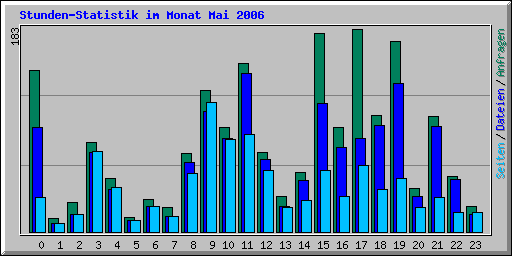 Stunden-Statistik im Monat Mai 2006
183
Seiten / Dateien / Anfragen
0 1 2 3 4 5 6 7 8 9 10 11 12 13 14 15 16 17 18 19 20 21 22 23